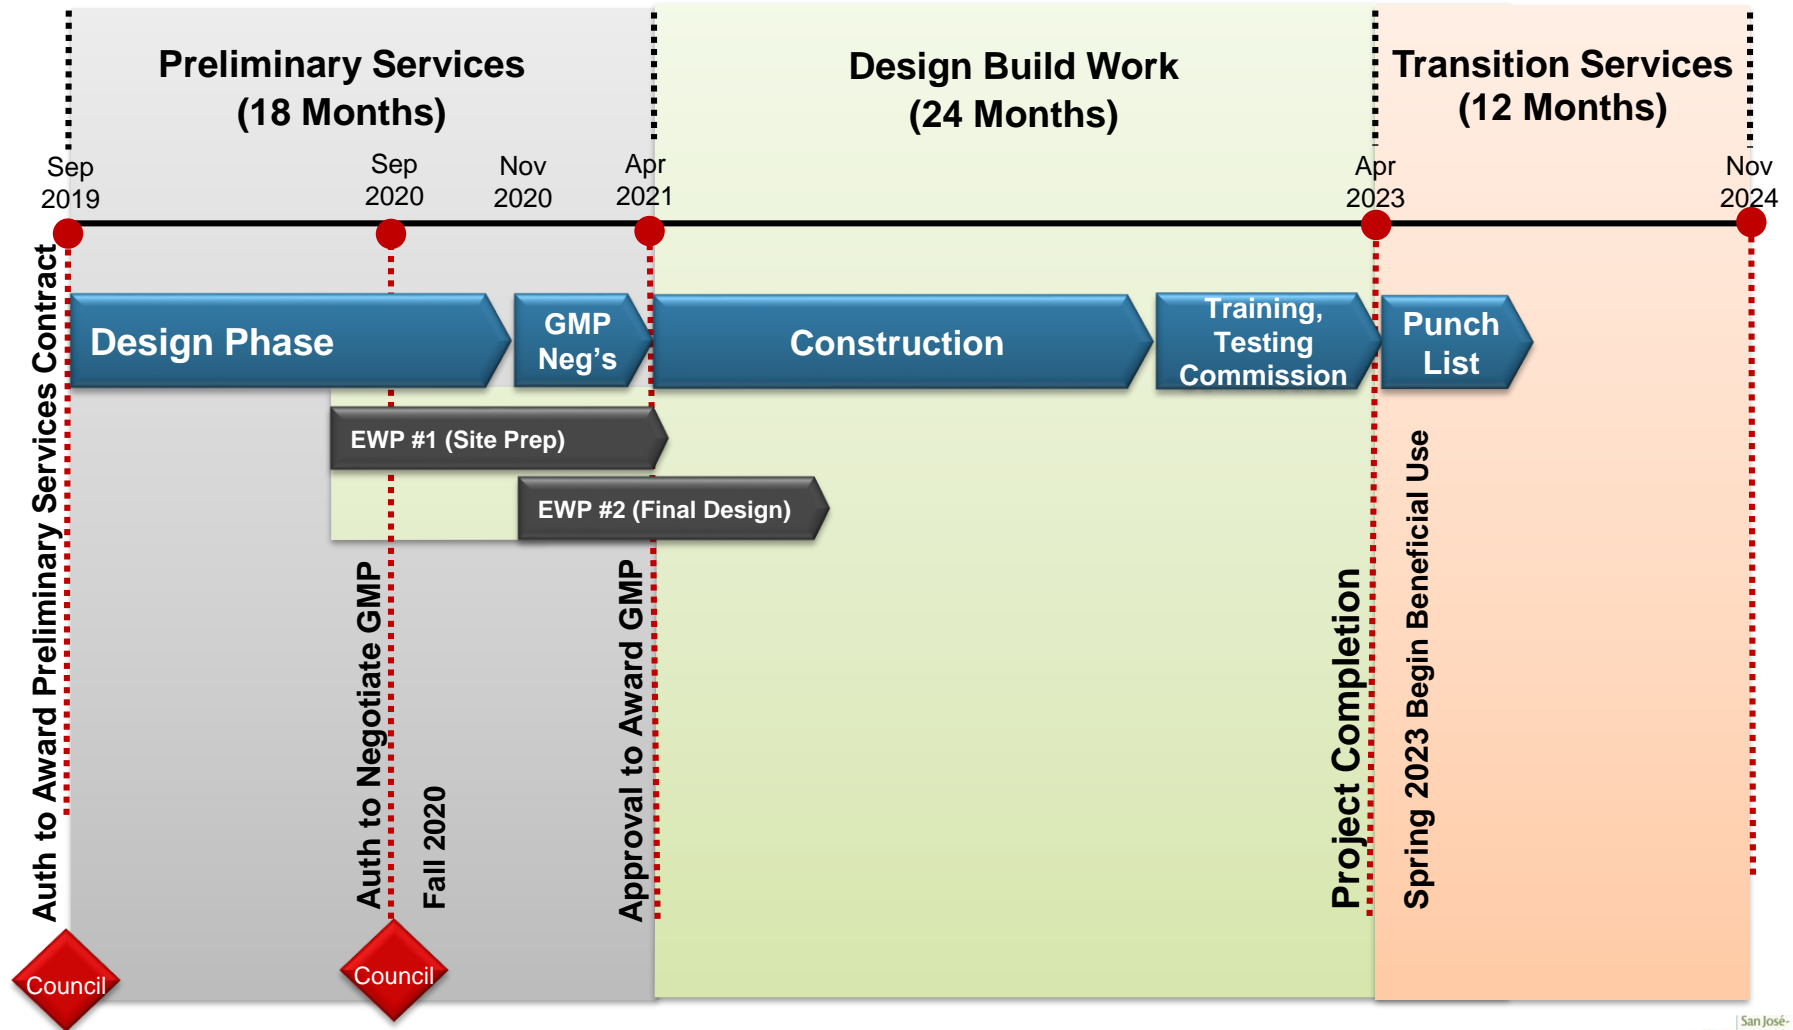 Preliminary Services
(18 Months)
Design Build Work
(24 Months)
Transition Services
(12 Months)
Sep
2019
Sep
2020
Nov
2020
Apr
2021
Apr
2023
Nov
2024
Design Phase
GMP
Neg's
Construction
Training,
Testing
Commission
Punch
List
EWP #1 (Site Prep)
EWP #2 (Final Design)
Auth to Award Preliminary Services Contract
Auth to Negotiate GMP
Fall 2020
Approval to Award GMP
Project Completion
Spring 2023 Begin Beneficial Use
Council
Council
San José-